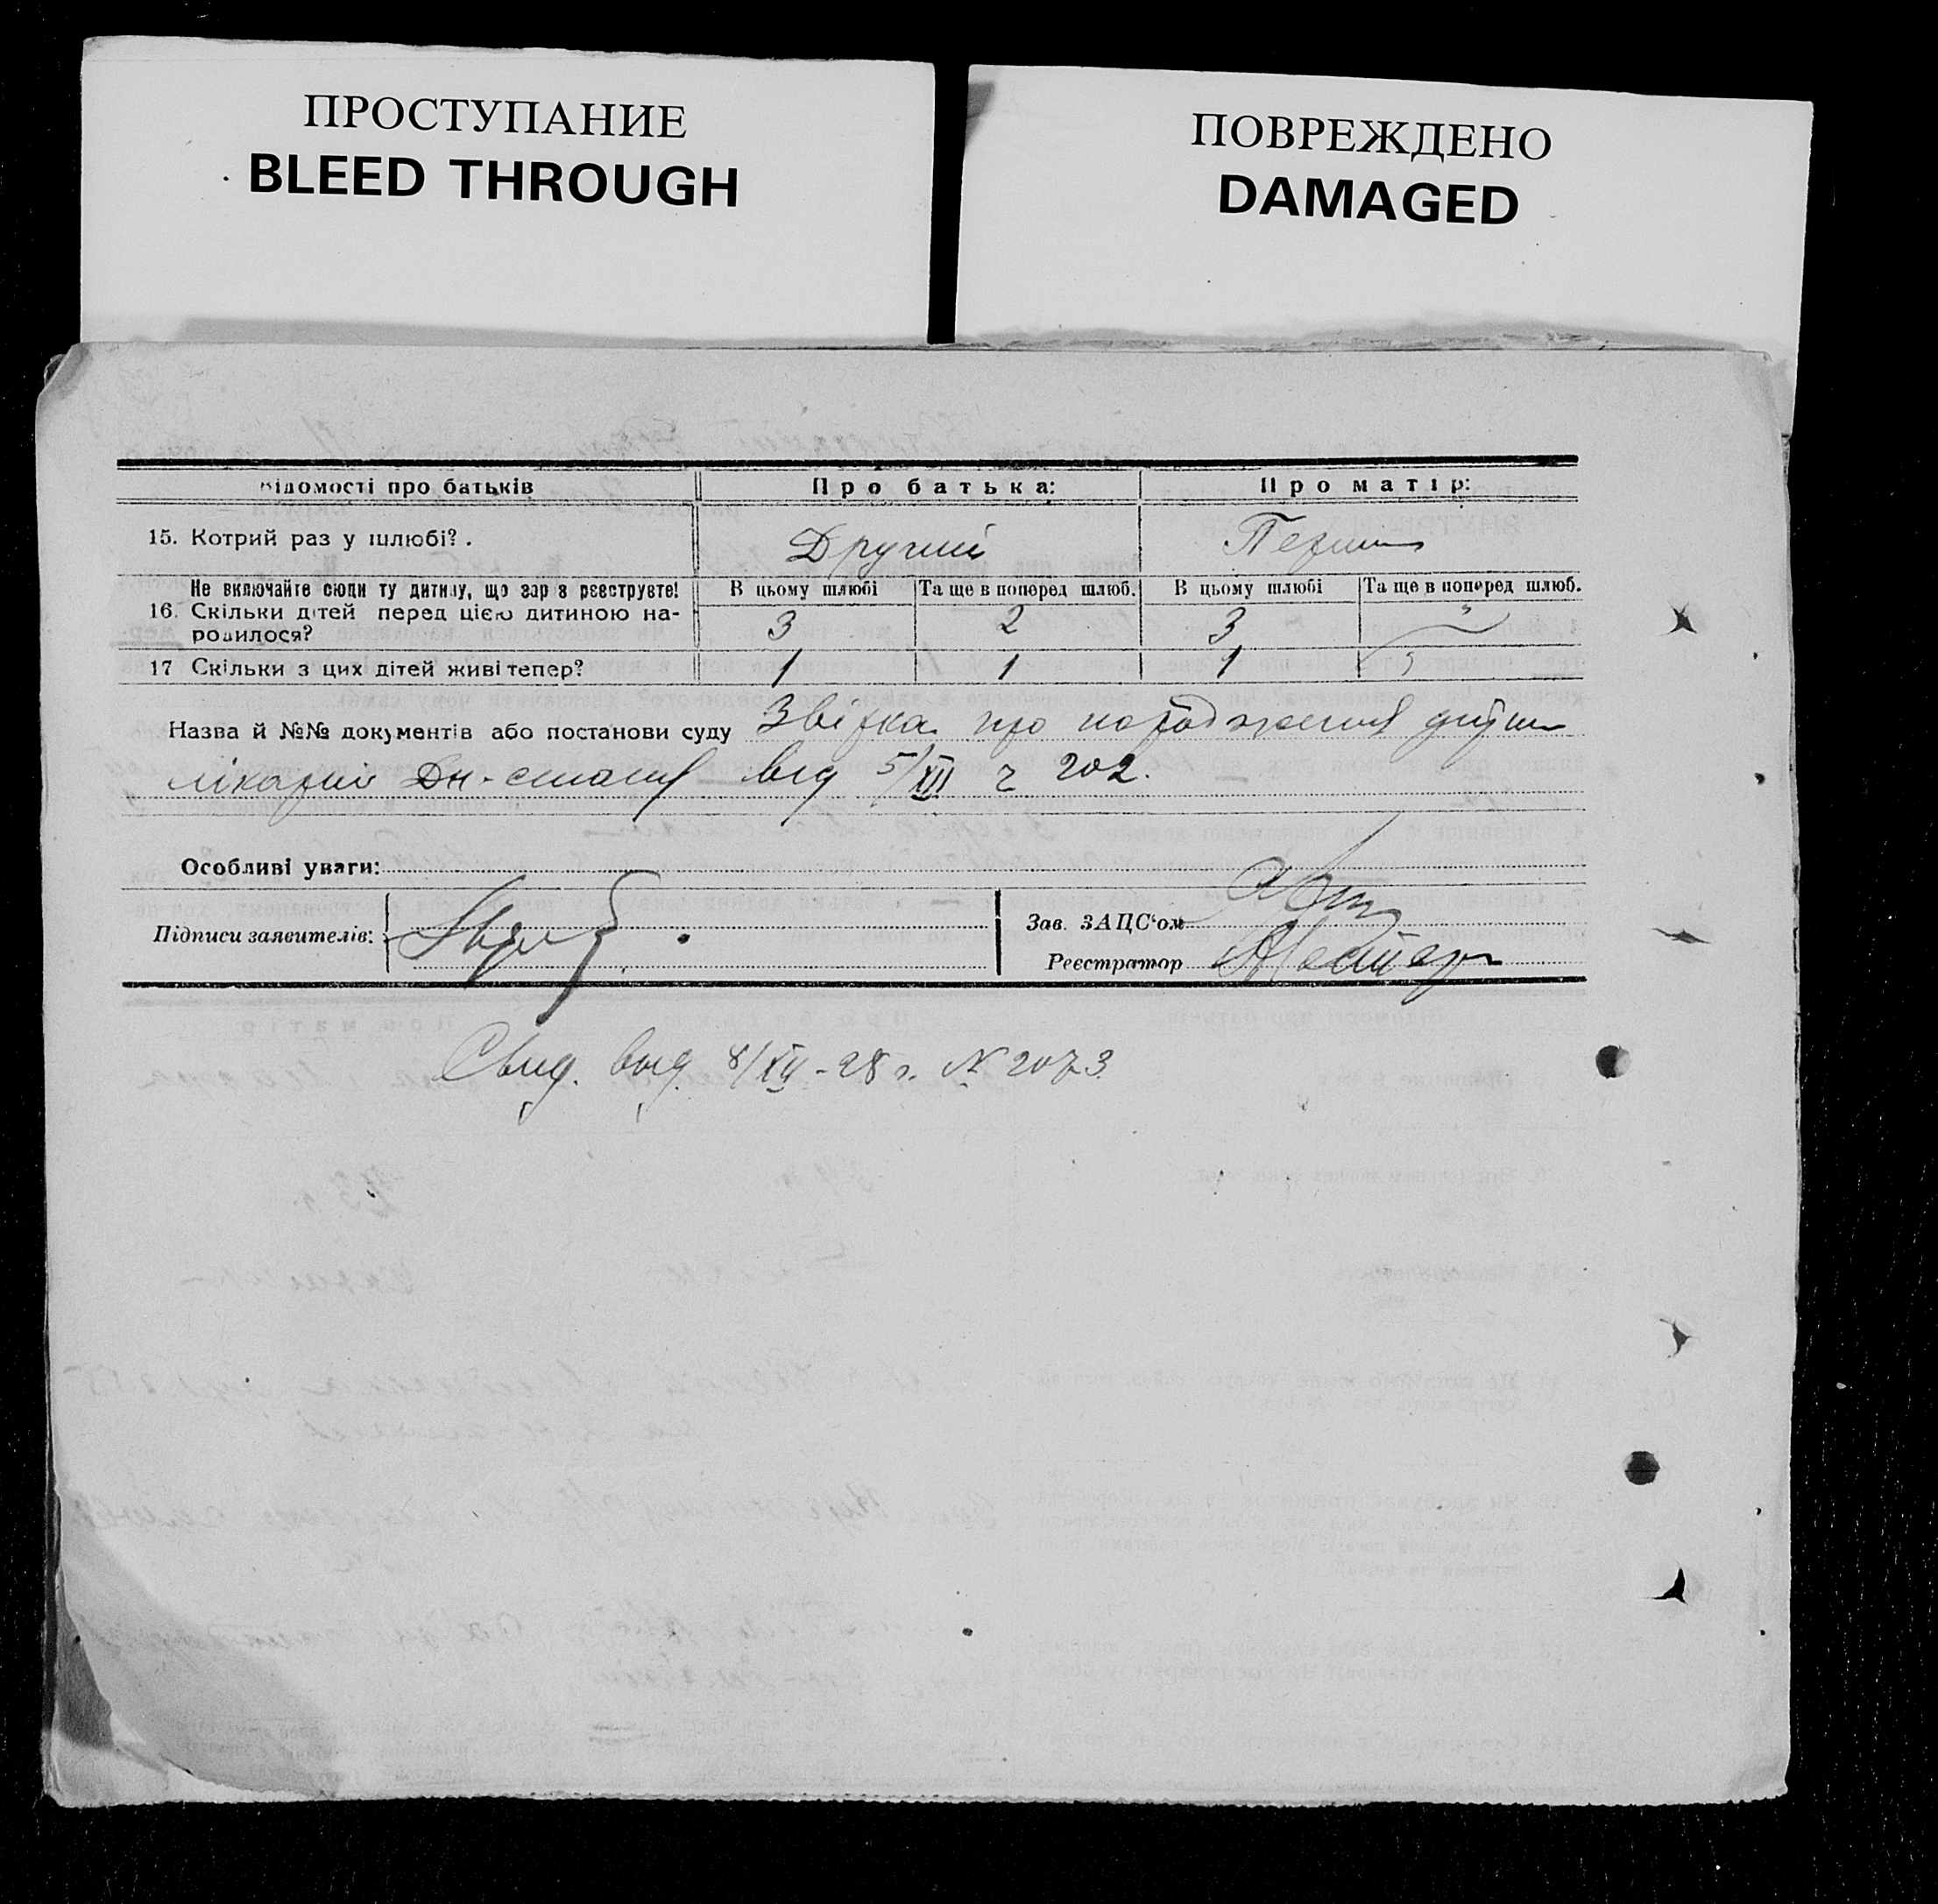 ПРОСТУПАНИЕ
BLEED THROUGH
ПОВРЕЖДЕНО
DAMAGED
відомості про батьків Про батька: Про матір:
15. Котрий раз у шлюбі? . Другий Перший
Не включайте сюди ту дитину, що зараз реєструєте! В цьому шлюбі Та ще в поперед шлюб. В цьому шлюбі Та ще в поперед шлюб.
16. Скільки дітей перед цією дитиною на- 3 2 3
родилося?
17 Скільки з цих дітей живі тепер? 1 1 1
Назва й №№ документів або постанови суду Звістка про народження дитини
лікарні Дн- від 5/XII ч 202.
Особливі уваги:
Підписи заявителів: Зав. ЗАЦС‘ом
Реєстратор
Свид. выд. 8/XII-28 г. № 2073